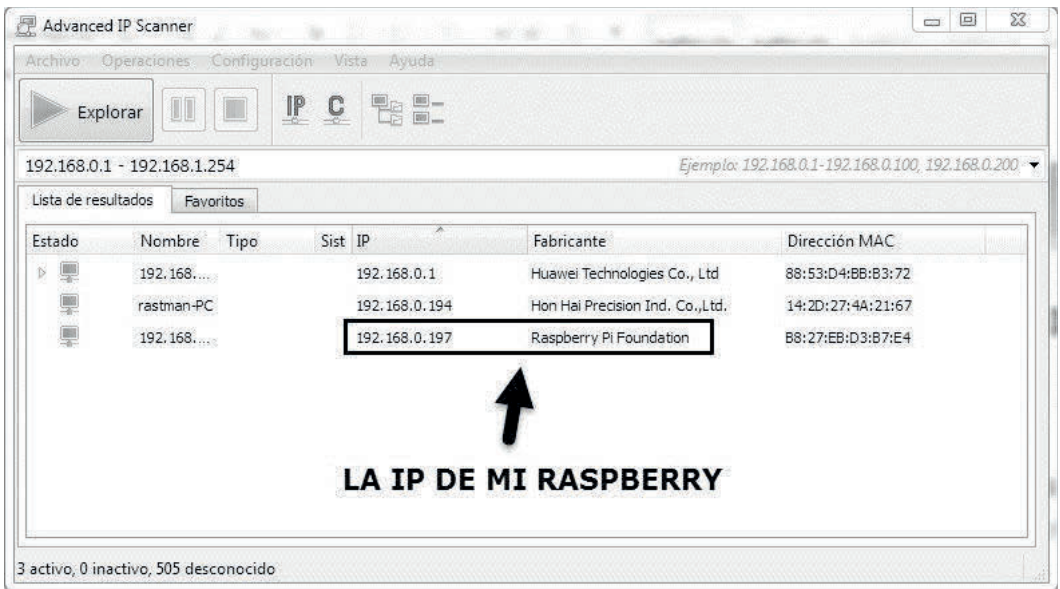 Advanced IP Scanner
Archivo Operaciones Configuración Vista Ayuda
Explorar IP C
192.168.0.1 - 192.168.1.254 Ejemplo: 192.168.0.1-192.168.0.100, 192.168.0.200
Lista de resultados Favoritos
Estado Nombre Tipo Sist IP Fabricante Dirección MAC
192.168.... 192.168.0.1 Huawei Technologies Co., Ltd 88:53:D4:BB:B3:72
rastman-PC 192.168.0.194 Hon Hai Precision Ind. Co.,Ltd. 14:2D:27:4A:21:67
192.168.... 192.168.0.197 Raspberry Pi Foundation B8:27:EB:D3:B7:E4
LA IP DE MI RASPBERRY
3 activo, 0 inactivo, 505 desconocido